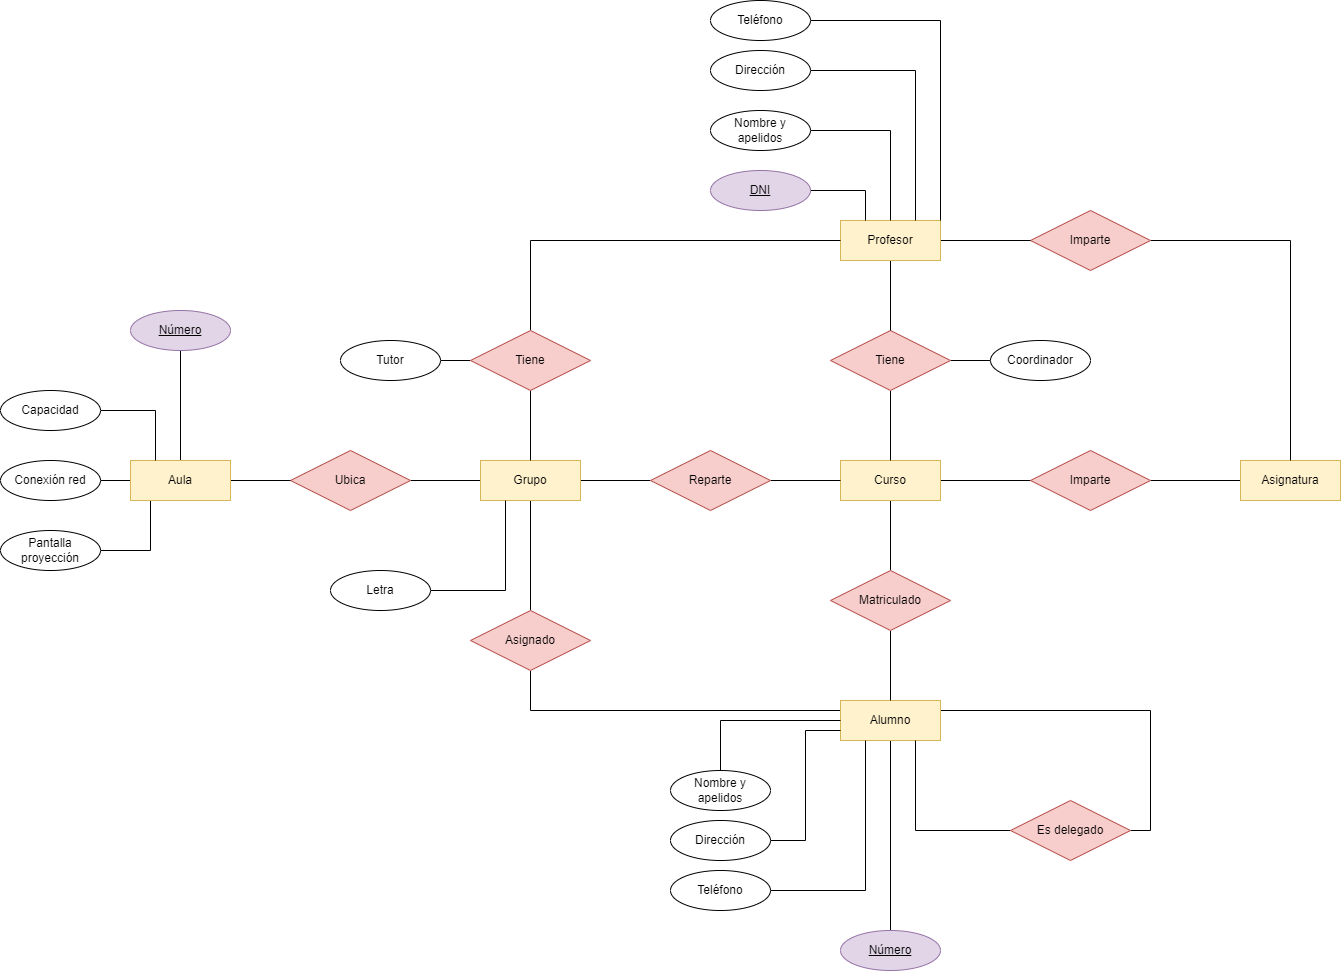 Teléfono
Dirección
Nombre y
apelidos
DNI
Profesor
Imparte
Número
Tutor
Tiene
Tiene
Coordinador
Capacidad
Conexión red
Aula
Ubica
Grupo
Reparte
Curso
Imparte
Asignatura
Pantalla
proyección
Letra
Matriculado
Asignado
Alumno
Nombre y
apelidos
Dirección
Es delegado
Teléfono
Número